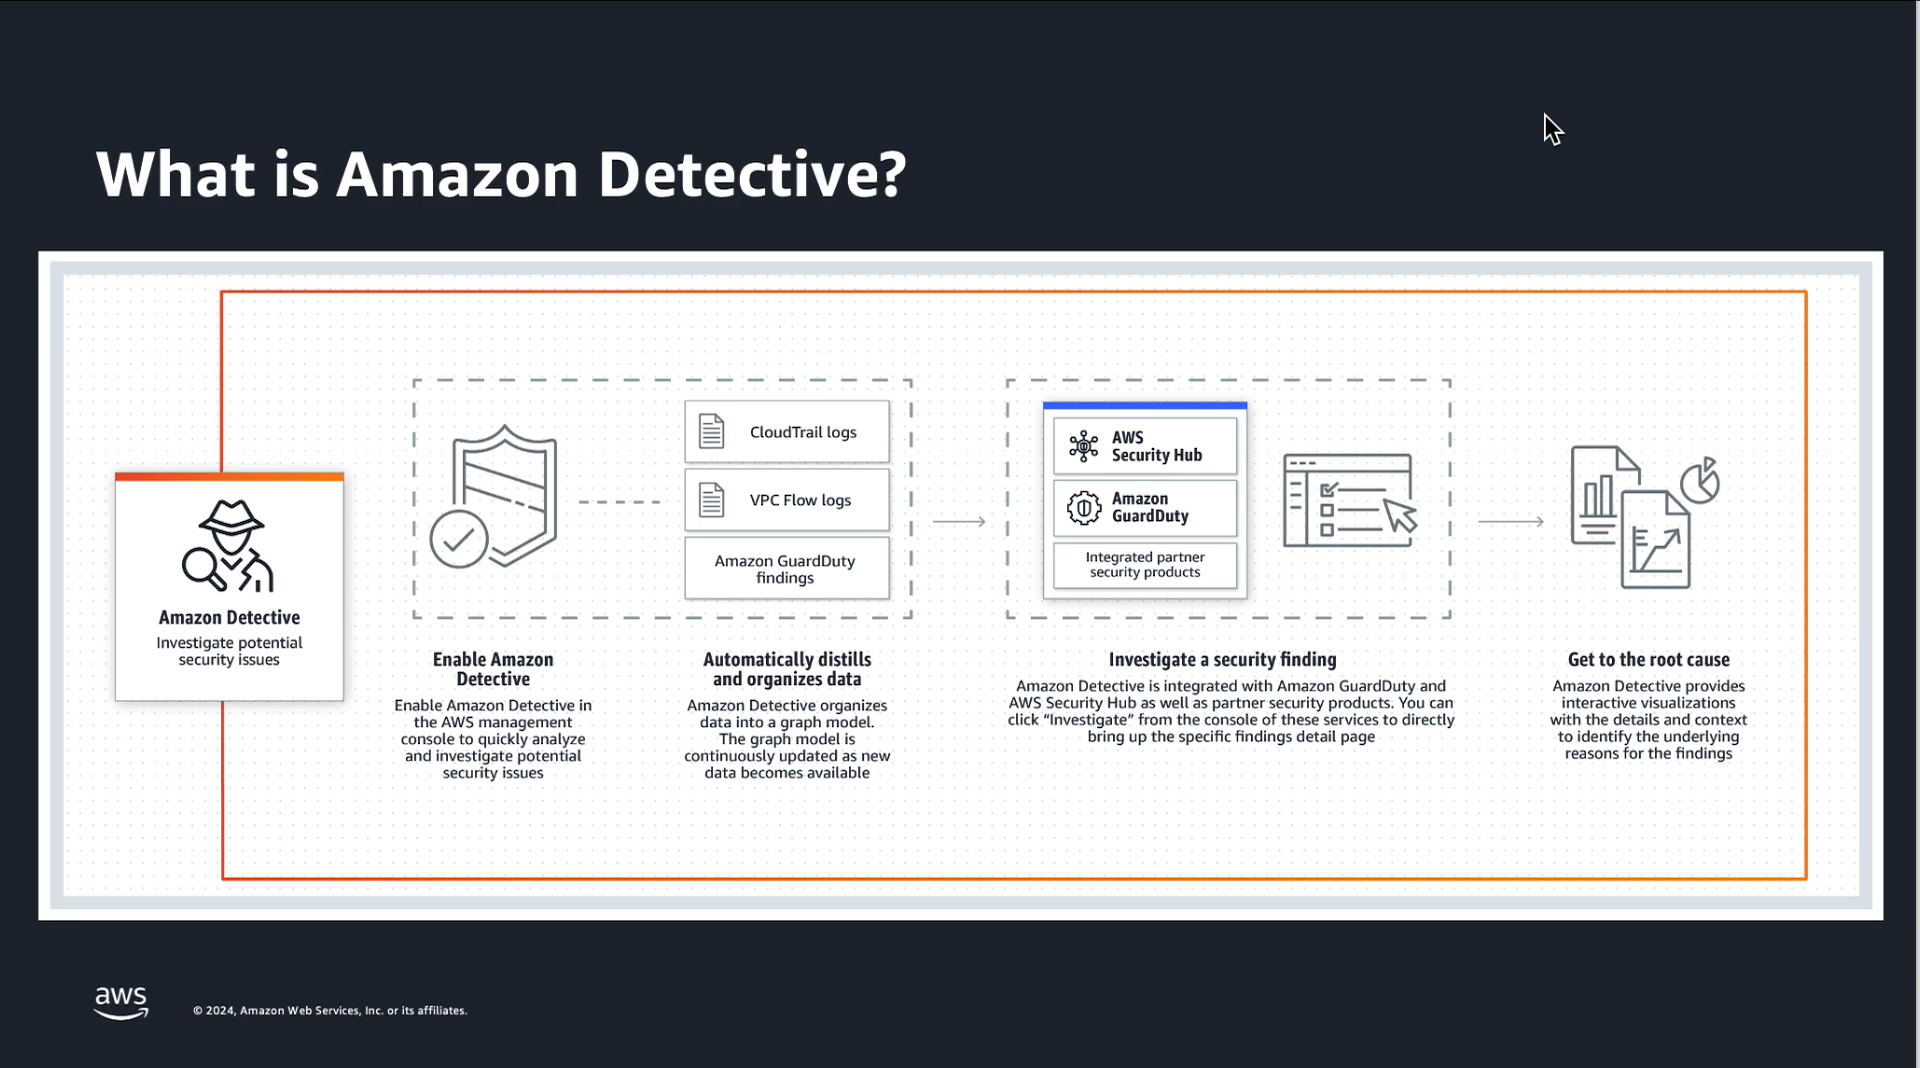 What is Amazon Detective?
Amazon Detective
Investigate potential
security issues
CloudTrail logs
VPC Flow logs
Amazon GuardDuty
findings
Enable Amazon
Detective
Enable Amazon Detective in
the AWS management
console to quickly analyze
and investigate potential
security issues
Automatically distills
and organizes data
Amazon Detective organizes
data into a graph model.
The graph model is
continuously updated as new
data becomes available
AWS
Security Hub
Amazon
GuardDuty
Integrated partner
security products
Investigate a security finding
Amazon Detective is integrated with Amazon GuardDuty and
AWS Security Hub as well as partner security products. You can
click “Investigate” from the console of these services to directly
bring up the specific findings detail page
Get to the root cause
Amazon Detective provides
interactive visualizations
with the details and context
to identify the underlying
reasons for the findings
aws
© 2024, Amazon Web Services, Inc. or its affiliates.